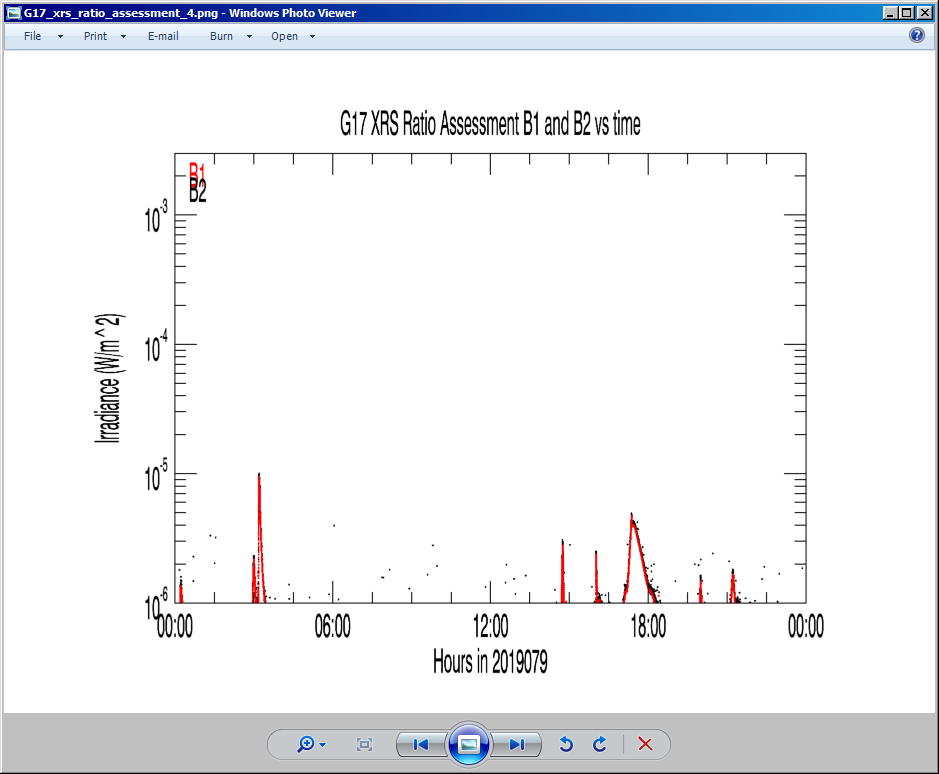 G17_xrs_ratio_assessment_4.png - Windows Photo Viewer
File Print E-mail Burn Open ?
G17 XRS Ratio Assessment B1 and B2 vs time
B1
B2
10^-3
10^-4
10^-5
10^-6
Irradiance (W/m^2)
00:00 06:00 12:00 18:00 00:00
Hours in 2019079